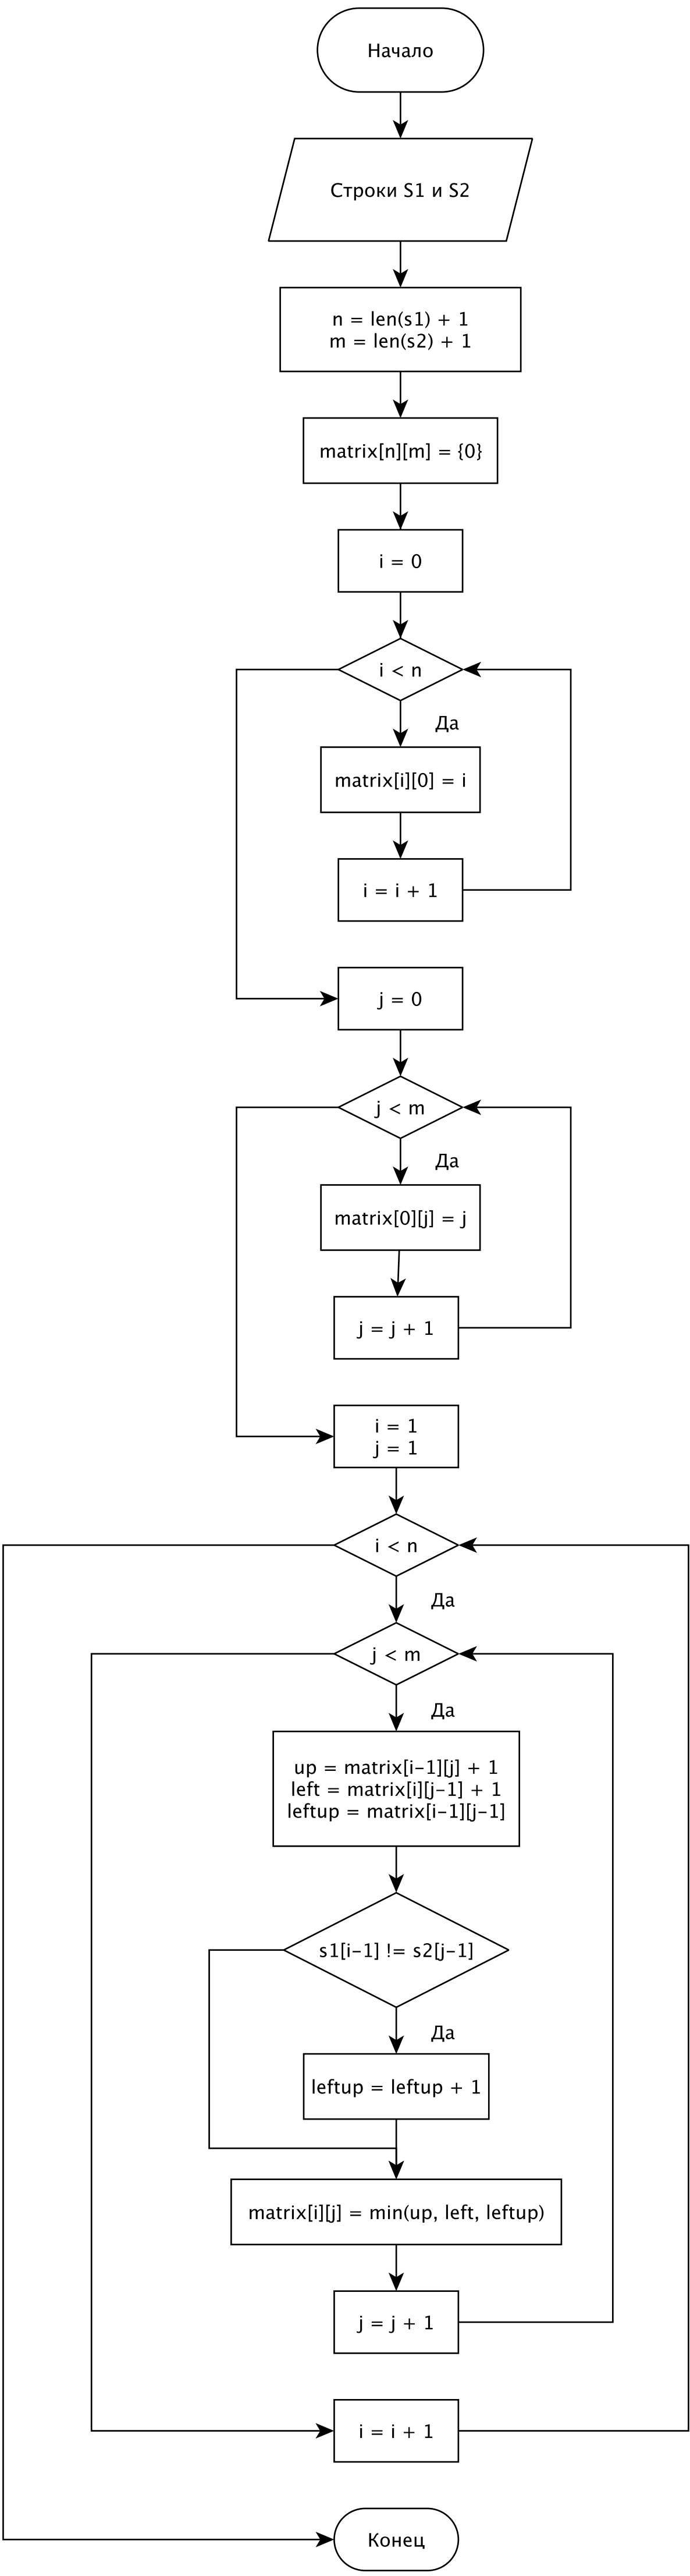 Начало
Строки S1 и S2
n = len(s1) + 1
m = len(s2) + 1
matrix[n][m] = {0}
i = 0
i < n
Да
matrix[i][0] = i
i = i + 1
j = 0
j < m
Да
matrix[0][j] = j
j = j + 1
i = 1
j = 1
i < n
Да
j < m
Да
up = matrix[i-1][j] + 1
left = matrix[i][j-1] + 1
leftup = matrix[i-1][j-1]
s1[i-1] != s2[j-1]
Да
leftup = leftup + 1
matrix[i][j] = min(up, left, leftup)
j = j + 1
i = i + 1
Конец